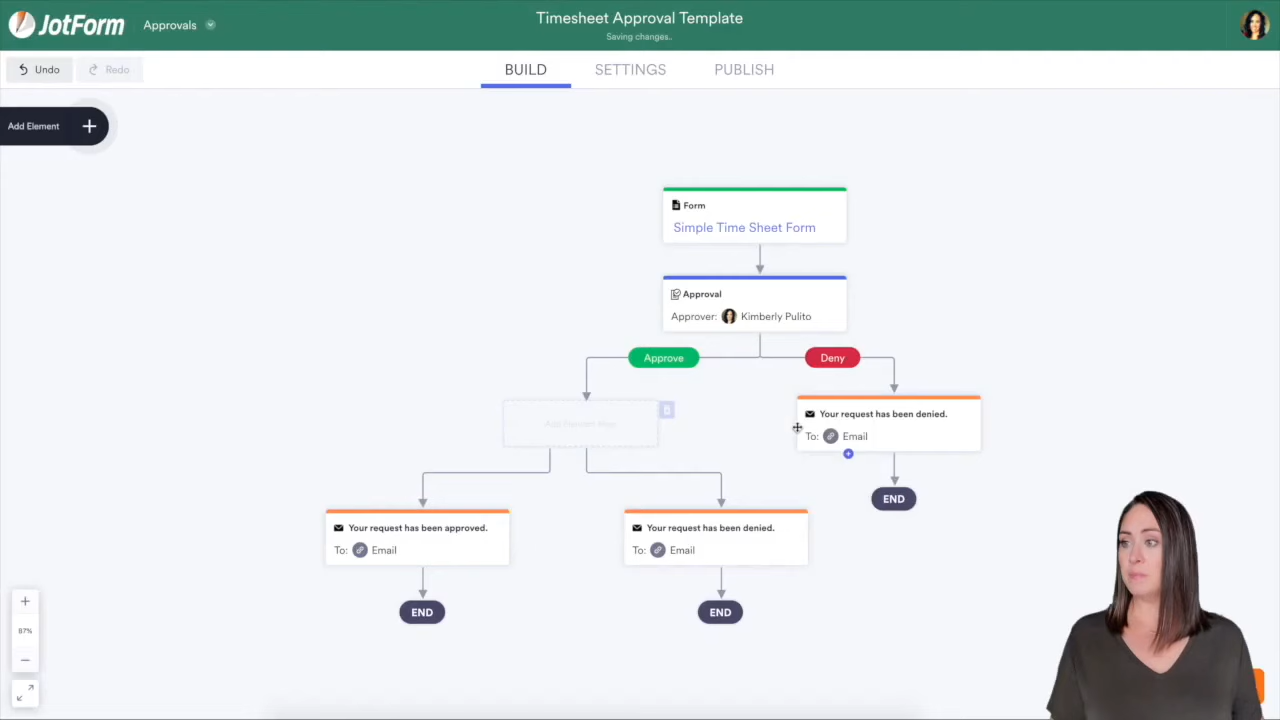 JotForm
Approvals
Timesheet Approval Template
Saving changes..
Undo
Redo
BUILD
SETTINGS
PUBLISH
Add Element
Form
Simple Time Sheet Form
Approval
Approver: Kimberly Pulito
Approve
Deny
Your request has been denied.
To: Email
END
Your request has been approved.
To: Email
END
Your request has been denied.
To: Email
END